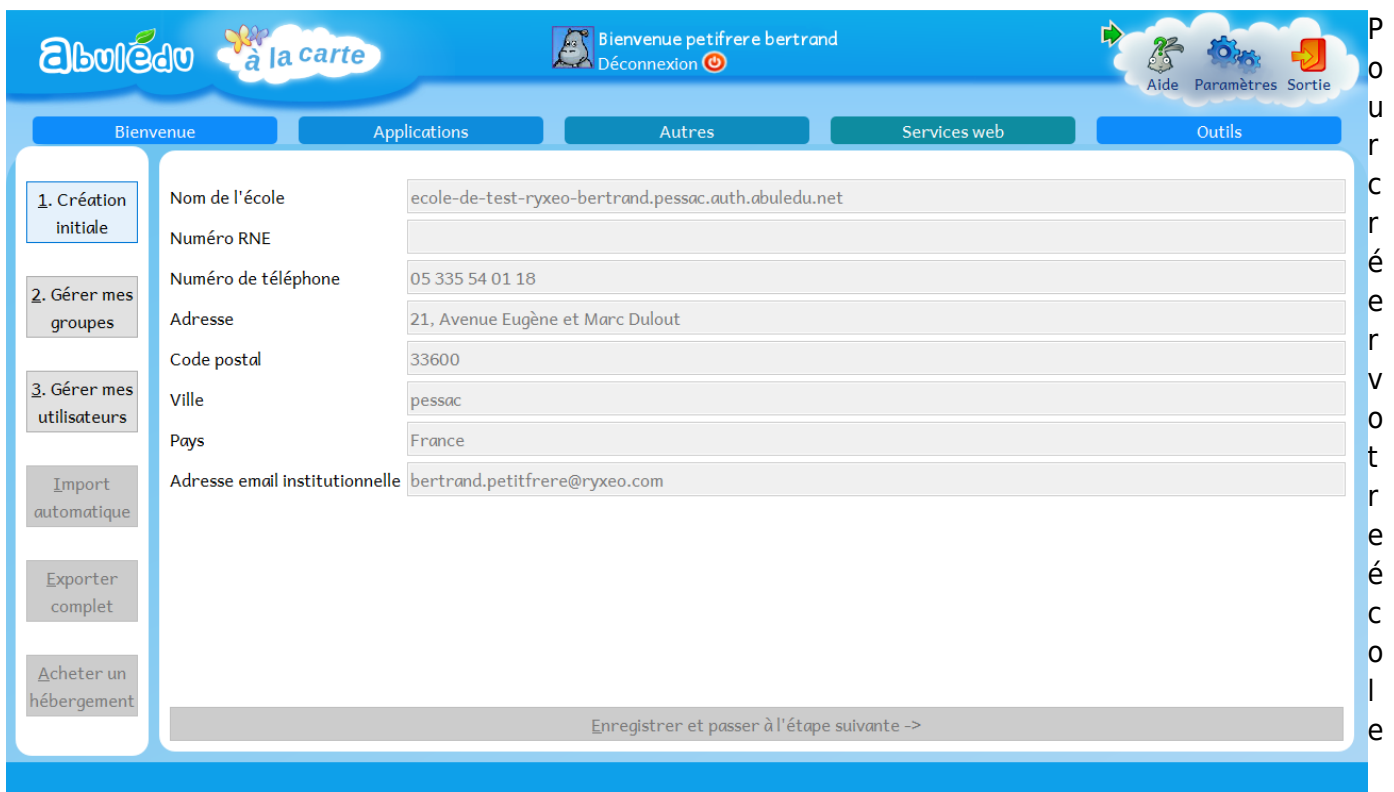 abulédu
à la carte
Bienvenue petifrere bertrand
Déconnexion
Aide Paramètres Sortie
Bienvenue Applications Autres Services web Outils
1. Création
initiale
2. Gérer mes
groupes
3. Gérer mes
utilisateurs
Import
automatique
Exporter
complet
Acheter un
hébergement
Nom de l'école ecole-de-test-ryxeo-bertrand.pessac.auth.abuledu.net
Numéro RNE
Numéro de téléphone 05 335 54 01 18
Adresse 21, Avenue Eugène et Marc Dulout
Code postal 33600
Ville pessac
Pays France
Adresse email institutionnelle bertrand.petitfrere@ryxeo.com
Enregistrer et passer à l'étape suivante ->
Pour créer votre école